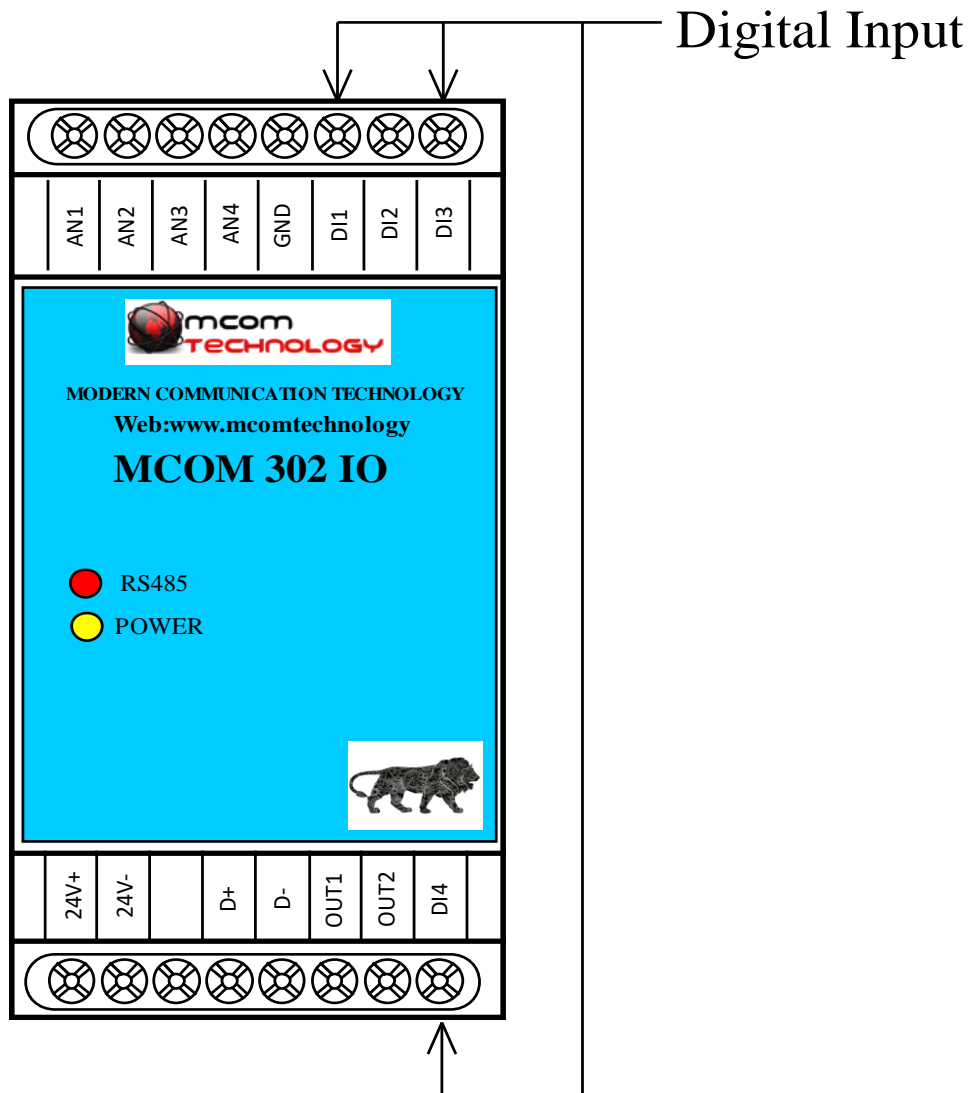 Digital Input
AN1 AN2 AN3 AN4 GND DI1 DI2 DI3
mcom
TECHNOLOGY
MODERN COMMUNICATION TECHNOLOGY
Web:www.mcomtechnology
MCOM 302 IO
RS485
POWER
24V+ 24V- D+ D- OUT1 OUT2 DI4